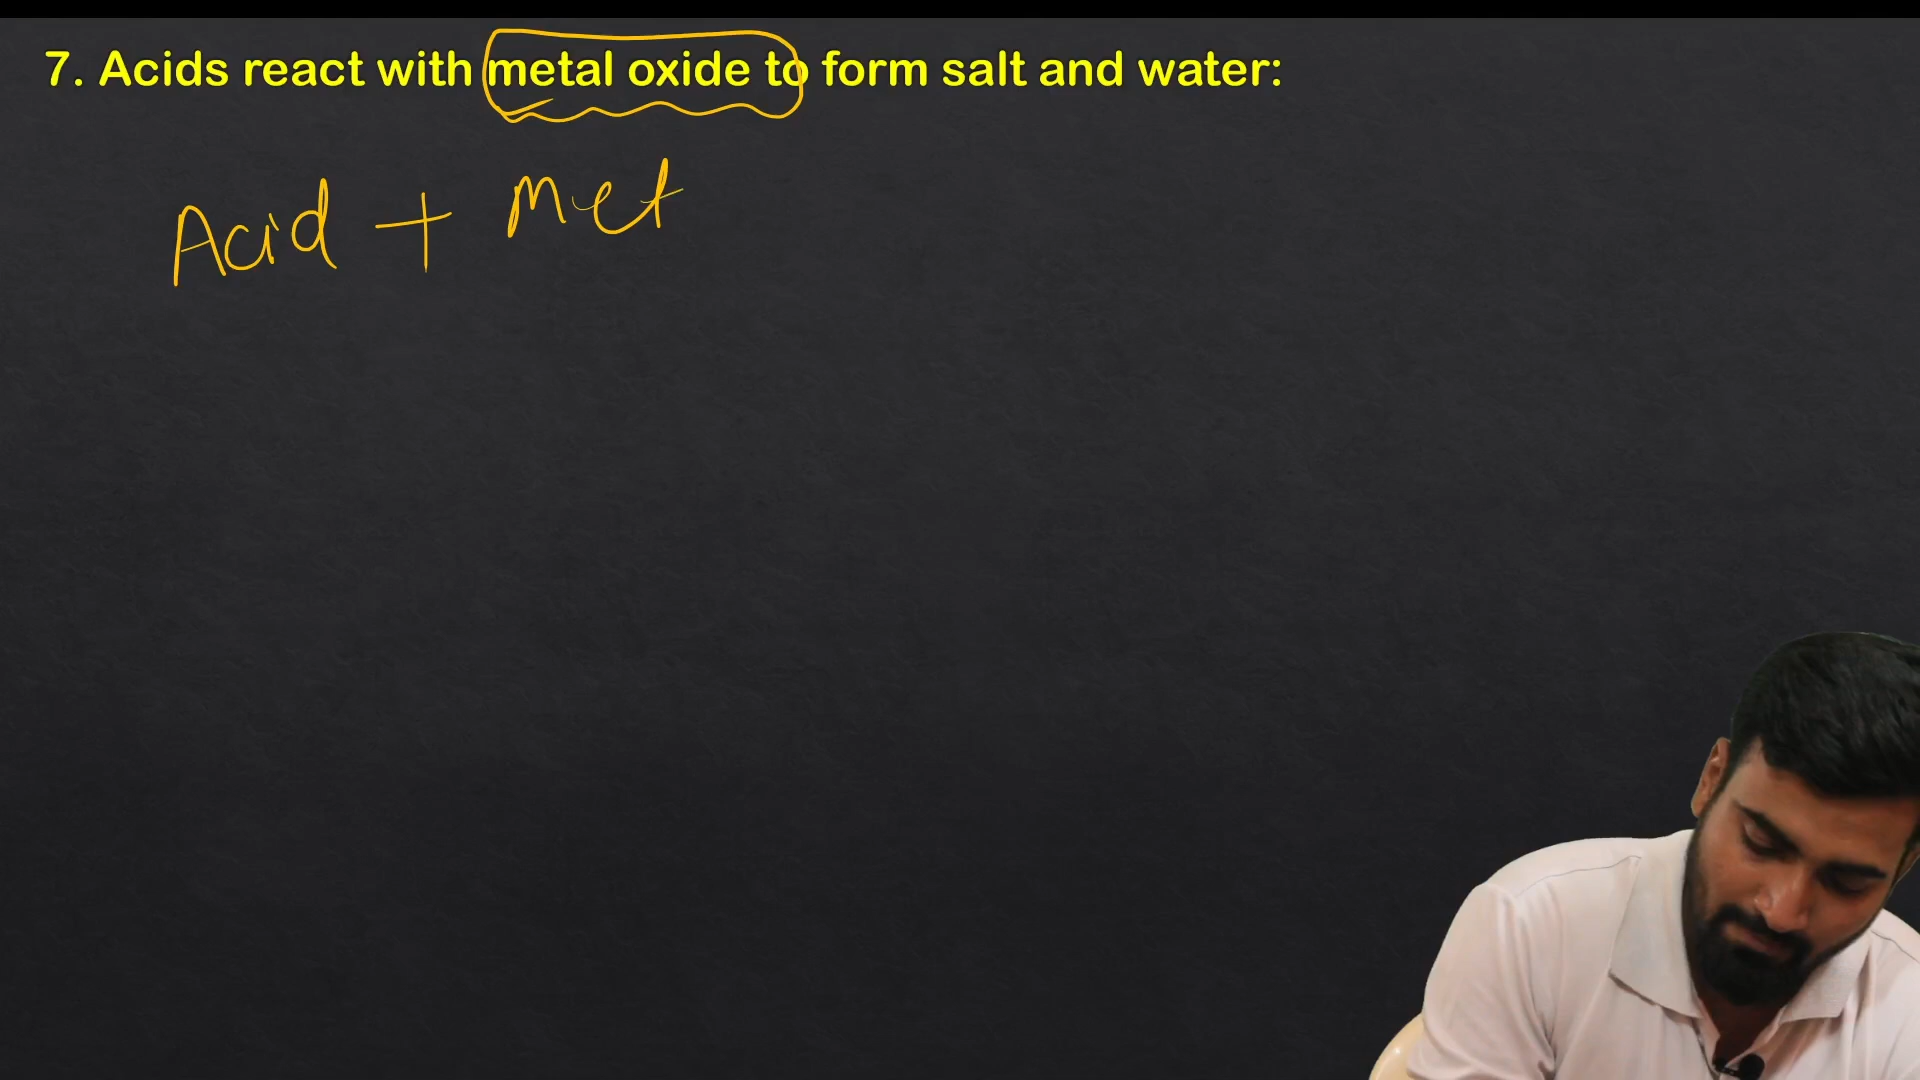 7. Acids react with metal oxide to form salt and water:
Acid + Met